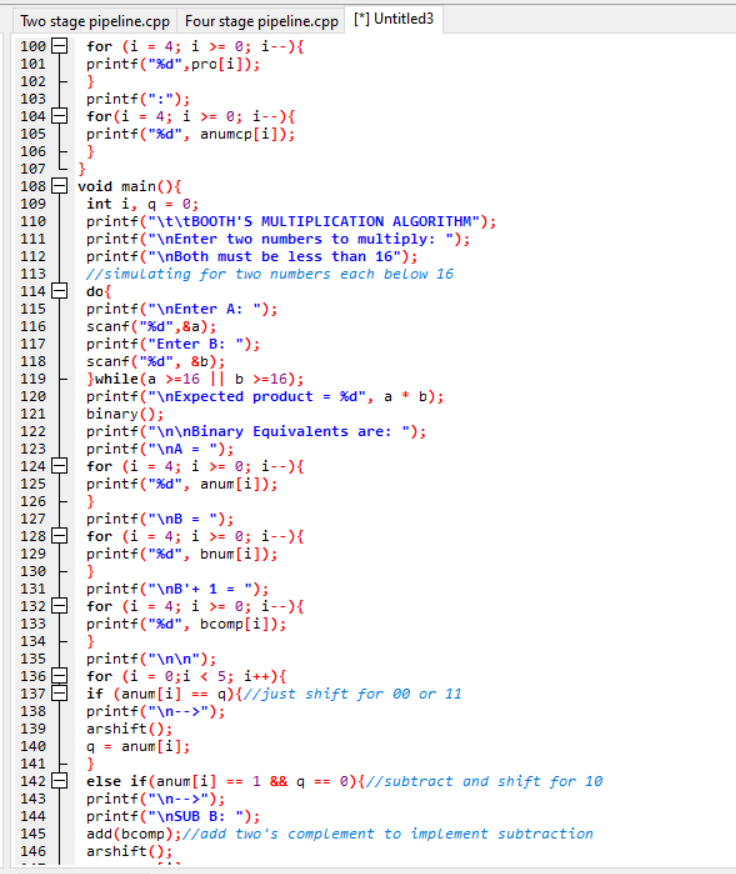 Two stage pipeline.cpp Four stage pipeline.cpp [*] Untitled3
100 for (i = 4; i >= 0; i--){
101 printf("%d",pro[i]);
102 }
103 printf(":");
104 for(i = 4; i >= 0; i--){
105 printf("%d", anumcp[i]);
106 }
107 }
108 void main(){
109 int i, q = 0;
110 printf("\t\tBOOTH'S MULTIPLICATION ALGORITHM");
111 printf("\nEnter two numbers to multiply: ");
112 printf("\nBoth must be less than 16");
113 //simulating for two numbers each below 16
114 do{
115 printf("\nEnter A: ");
116 scanf("%d",&a);
117 printf("Enter B: ");
118 scanf("%d", &b);
119 }while(a >=16 || b >=16);
120 printf("\nExpected product = %d", a * b);
121 binary();
122 printf("\n\nBinary Equivalents are: ");
123 printf("\nA = ");
124 for (i = 4; i >= 0; i--){
125 printf("%d", anum[i]);
126 }
127 printf("\nB = ");
128 for (i = 4; i >= 0; i--){
129 printf("%d", bnum[i]);
130 }
131 printf("\nB'+ 1 = ");
132 for (i = 4; i >= 0; i--){
133 printf("%d", bcomp[i]);
134 }
135 printf("\n\n");
136 for (i = 0;i < 5; i++){
137 if (anum[i] == q){//just shift for 00 or 11
138 printf("\n-->");
139 arshift();
140 q = anum[i];
141 }
142 else if(anum[i] == 1 && q == 0){//subtract and shift for 10
143 printf("\n-->");
144 printf("\nSUB B: ");
145 add(bcomp);//add two's complement to implement subtraction
146 arshift();